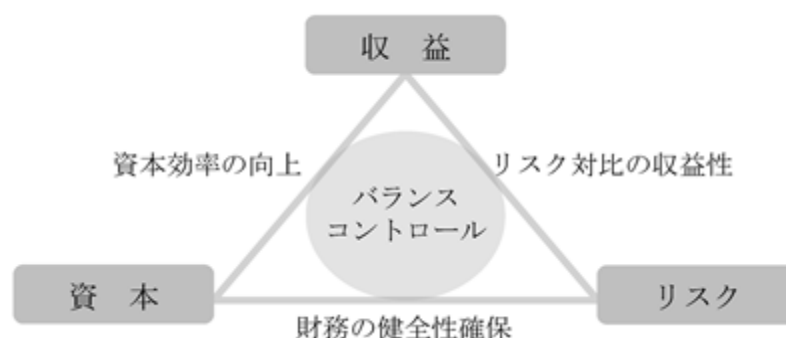 収　益
資本効率の向上
リスク対比の収益性
バランス
コントロール
資　本
リスク
財務の健全性確保